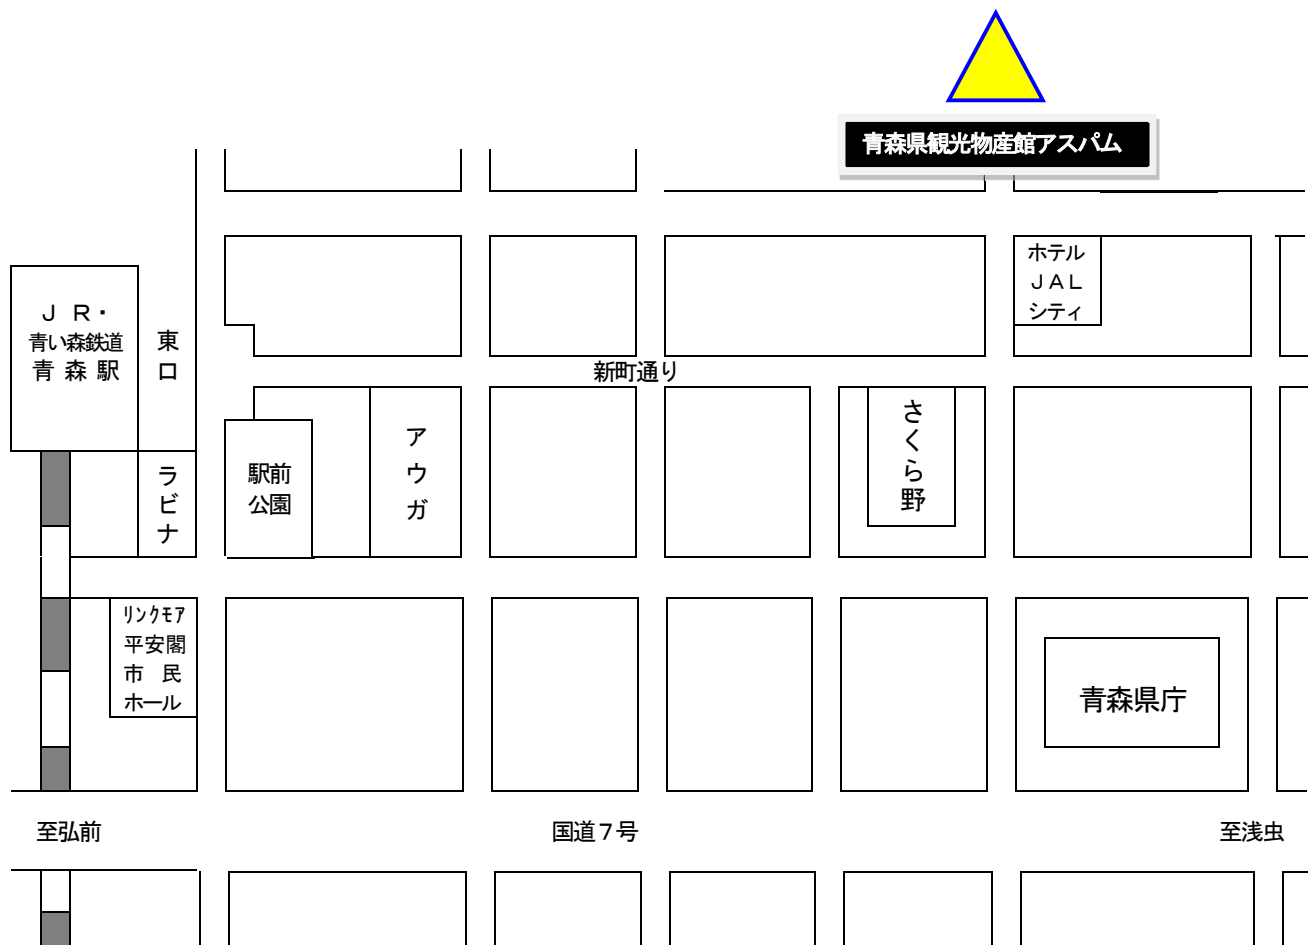 青森県観光物産館アスパム
ホテル
ＪＡＬ
シティ
ＪＲ・
青い森鉄道
青森駅
東口
新町通り
さくら野
アウガ
駅前
公園
ラビナ
ﾘﾝｸﾓｱ
平安閣
市　民
ホール
青森県庁
至弘前
国道７号
至浅虫